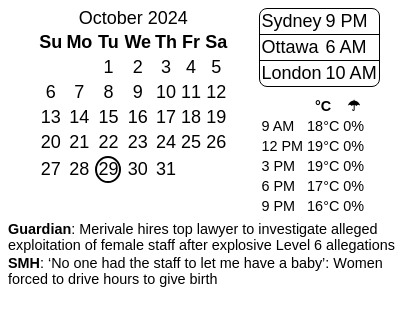 October 2024
Su Mo Tu We Th Fr Sa
1 2 3 4 5
6 7 8 9 10 11 12
13 14 15 16 17 18 19
20 21 22 23 24 25 26
27 28 29 30 31
Sydney 9 PM
Ottawa 6 AM
London 10 AM
°C ☂
9 AM 18°C 0%
12 PM 19°C 0%
3 PM 19°C 0%
6 PM 17°C 0%
9 PM 16°C 0%
Guardian: Merivale hires top lawyer to investigate alleged
exploitation of female staff after explosive Level 6 allegations
SMH: ‘No one had the staff to let me have a baby’: Women
forced to drive hours to give birth